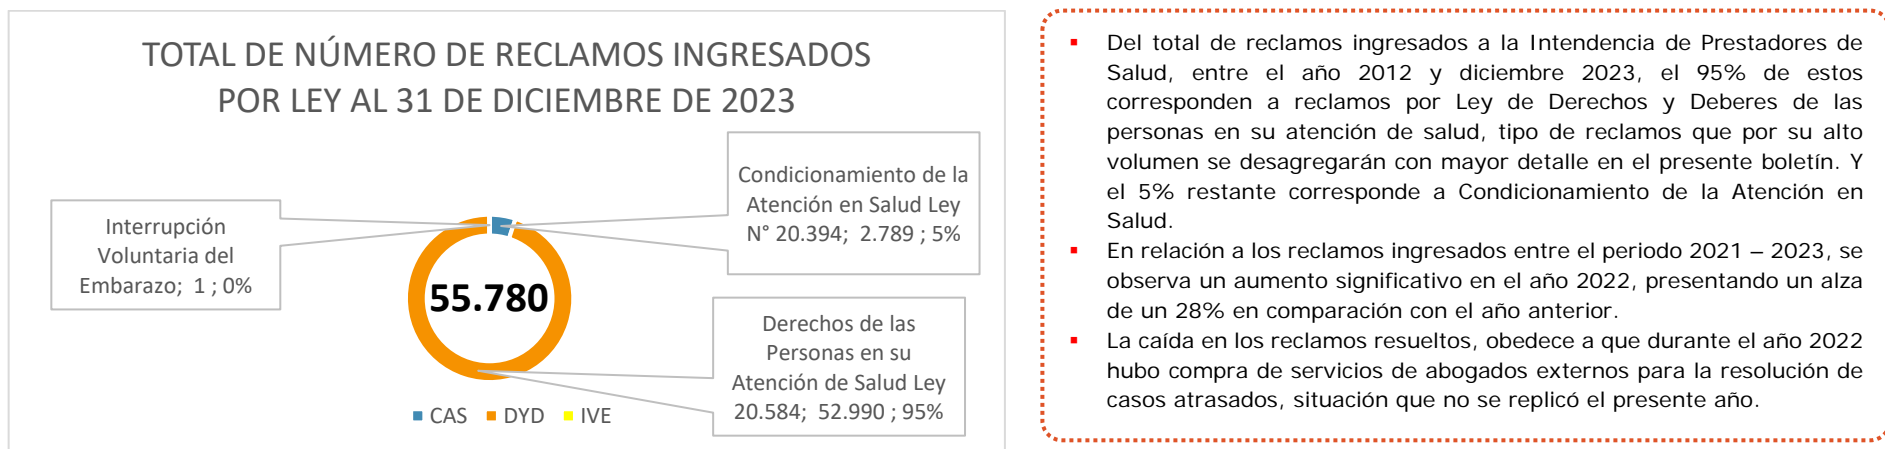 TOTAL DE NÚMERO DE RECLAMOS INGRESADOS
POR LEY AL 31 DE DICIEMBRE DE 2023
Interrupción
Voluntaria del
Embarazo; 1 ; 0%
Condicionamiento de la
Atención en Salud Ley
N° 20.394; 2.789 ; 5%
55.780
Derechos de las
Personas en su
Atención de Salud Ley
20.584; 52.990 ; 95%
CAS DYD IVE
▪ Del total de reclamos ingresados a la Intendencia de Prestadores de
Salud, entre el año 2012 y diciembre 2023, el 95% de estos
corresponden a reclamos por Ley de Derechos y Deberes de las
personas en su atención de salud, tipo de reclamos que por su alto
volumen se desagregarán con mayor detalle en el presente boletín. Y
el 5% restante corresponde a Condicionamiento de la Atención en
Salud.
▪ En relación a los reclamos ingresados entre el periodo 2021 – 2023, se
observa un aumento significativo en el año 2022, presentando un alza
de un 28% en comparación con el año anterior.
▪ La caída en los reclamos resueltos, obedece a que durante el año 2022
hubo compra de servicios de abogados externos para la resolución de
casos atrasados, situación que no se replicó el presente año.